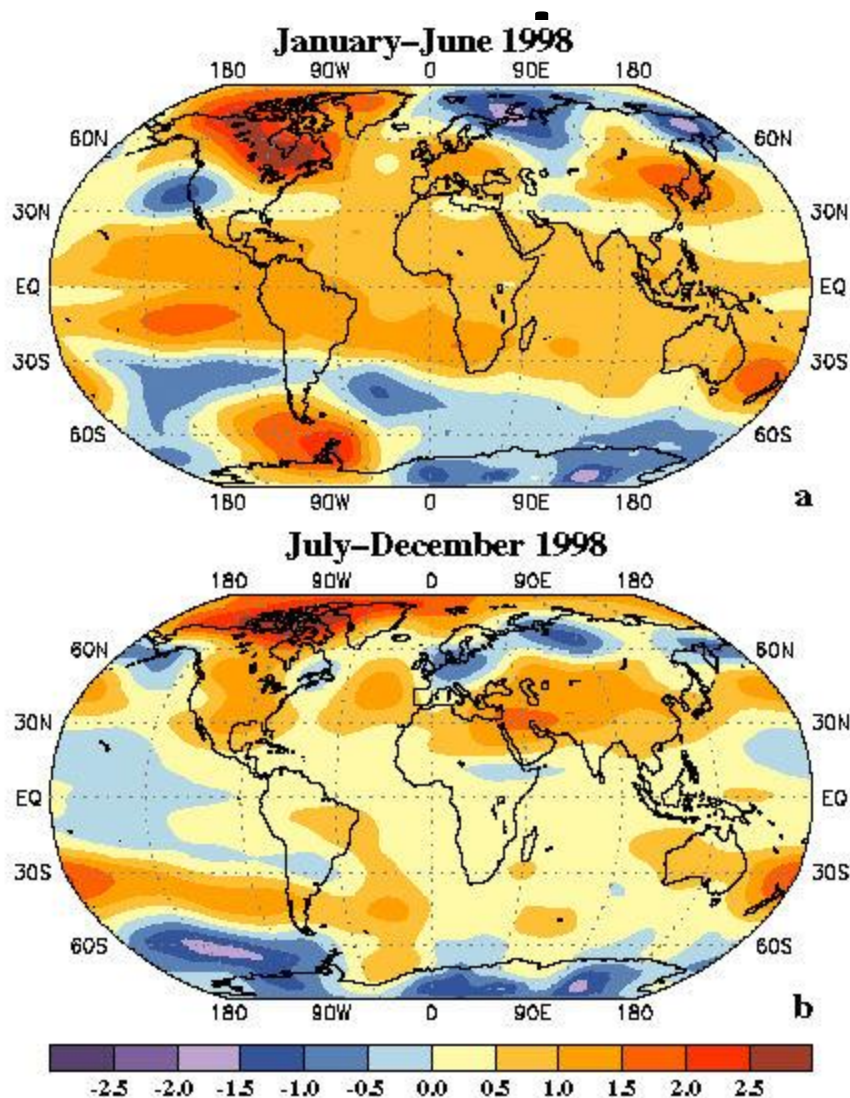 January–June 1998
180 90W 0 90E 180
60N 60N
30N 30N
EQ EQ
30S 30S
60S 60S
180 90W 0 90E 180
a
July–December 1998
180 90W 0 90E 180
60N 60N
30N 30N
EQ EQ
30S 30S
60S 60S
180 90W 0 90E 180
b
-2.5 -2.0 -1.5 -1.0 -0.5 0.0 0.5 1.0 1.5 2.0 2.5